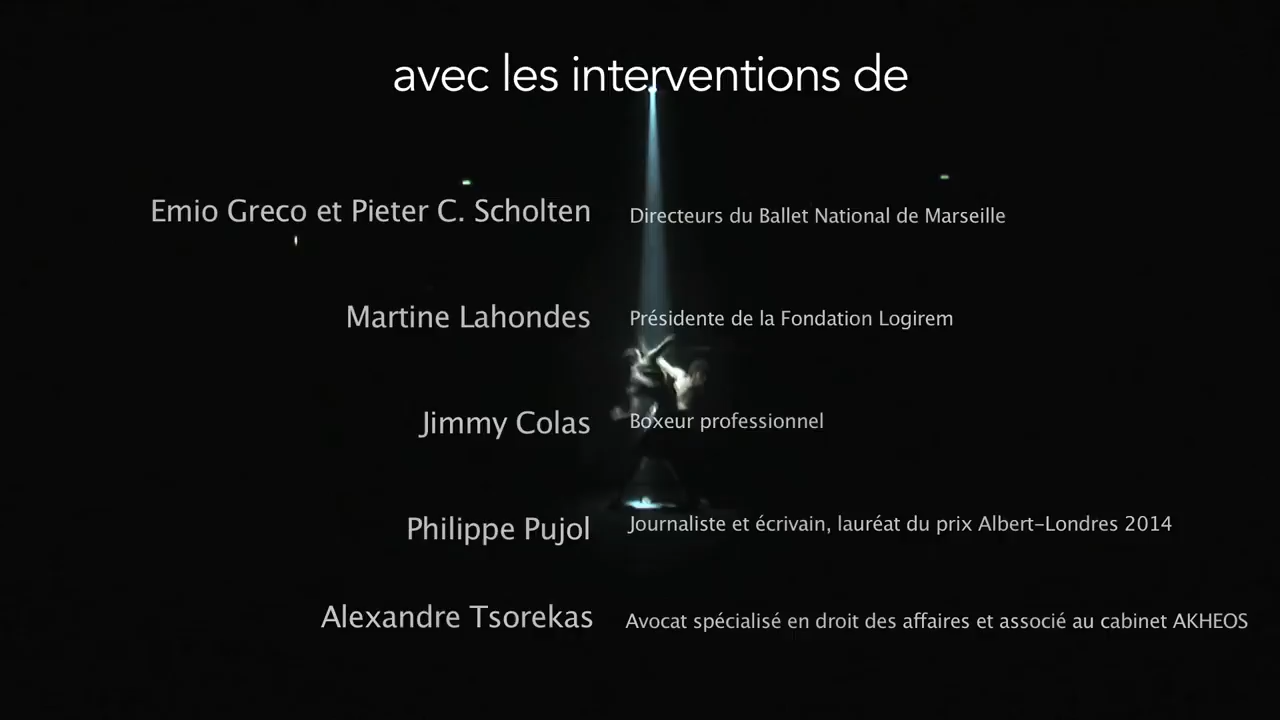 avec les interventions de
Emio Greco et Pieter C. Scholten Directeurs du Ballet National de Marseille
Martine Lahondes Présidente de la Fondation Logirem
Jimmy Colas Boxeur professionnel
Philippe Pujol Journaliste et écrivain, lauréat du prix Albert-Londres 2014
Alexandre Tsorekas Avocat spécialisé en droit des affaires et associé au cabinet AKHEOS